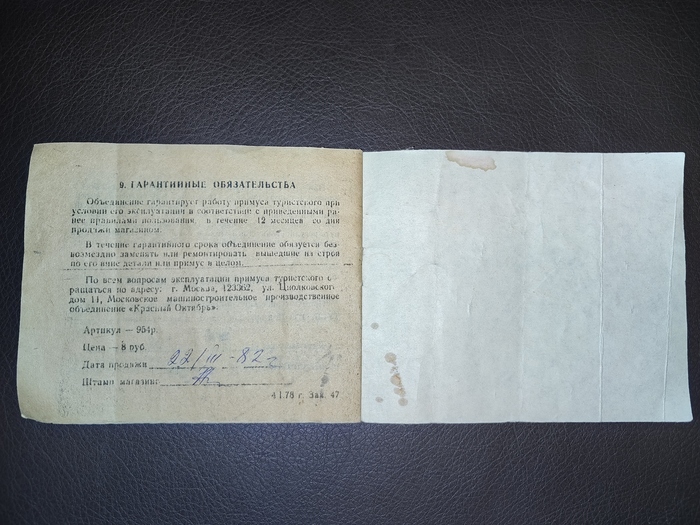 9. ГАРАНТИЙНЫЕ ОБЯЗАТЕЛЬСТВА
Объединение гарантирует работу примуса туристского при
условии его эксплуатации в соответствии с приведенными ра-
нее правилами пользования, в течение 12 месяцев со дня
продажи магазином.
В течение гарантийного срока объединение обязуется без-
возмездно заменять или ремонтировать вышедшие из строя
по его вине детали или примус в целом.
По всем вопросам эксплуатации примуса туристского о-
ращаться по адресу: г. Москва, 123362, ул. Циолковского
дом 11, Московское машиностроительное производственное
объединение «Красный Октябрь».
Артикул — 954р.
Цена — 8 руб.
Дата продажи 22/III-82г
Штамп магазина
4 I.78 г. Зак. 47